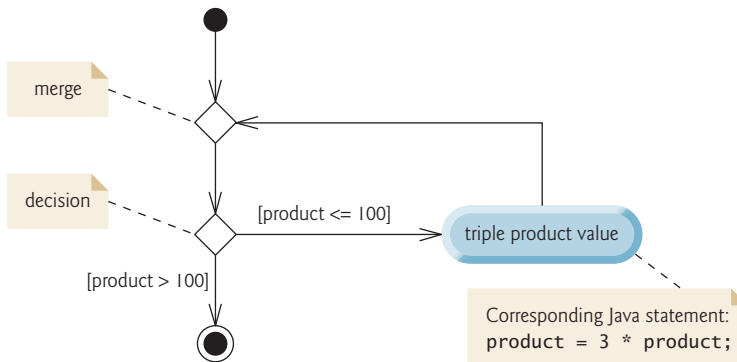 merge
decision
[product <= 100]
triple product value
[product > 100]
Corresponding Java statement:
product = 3 * product;